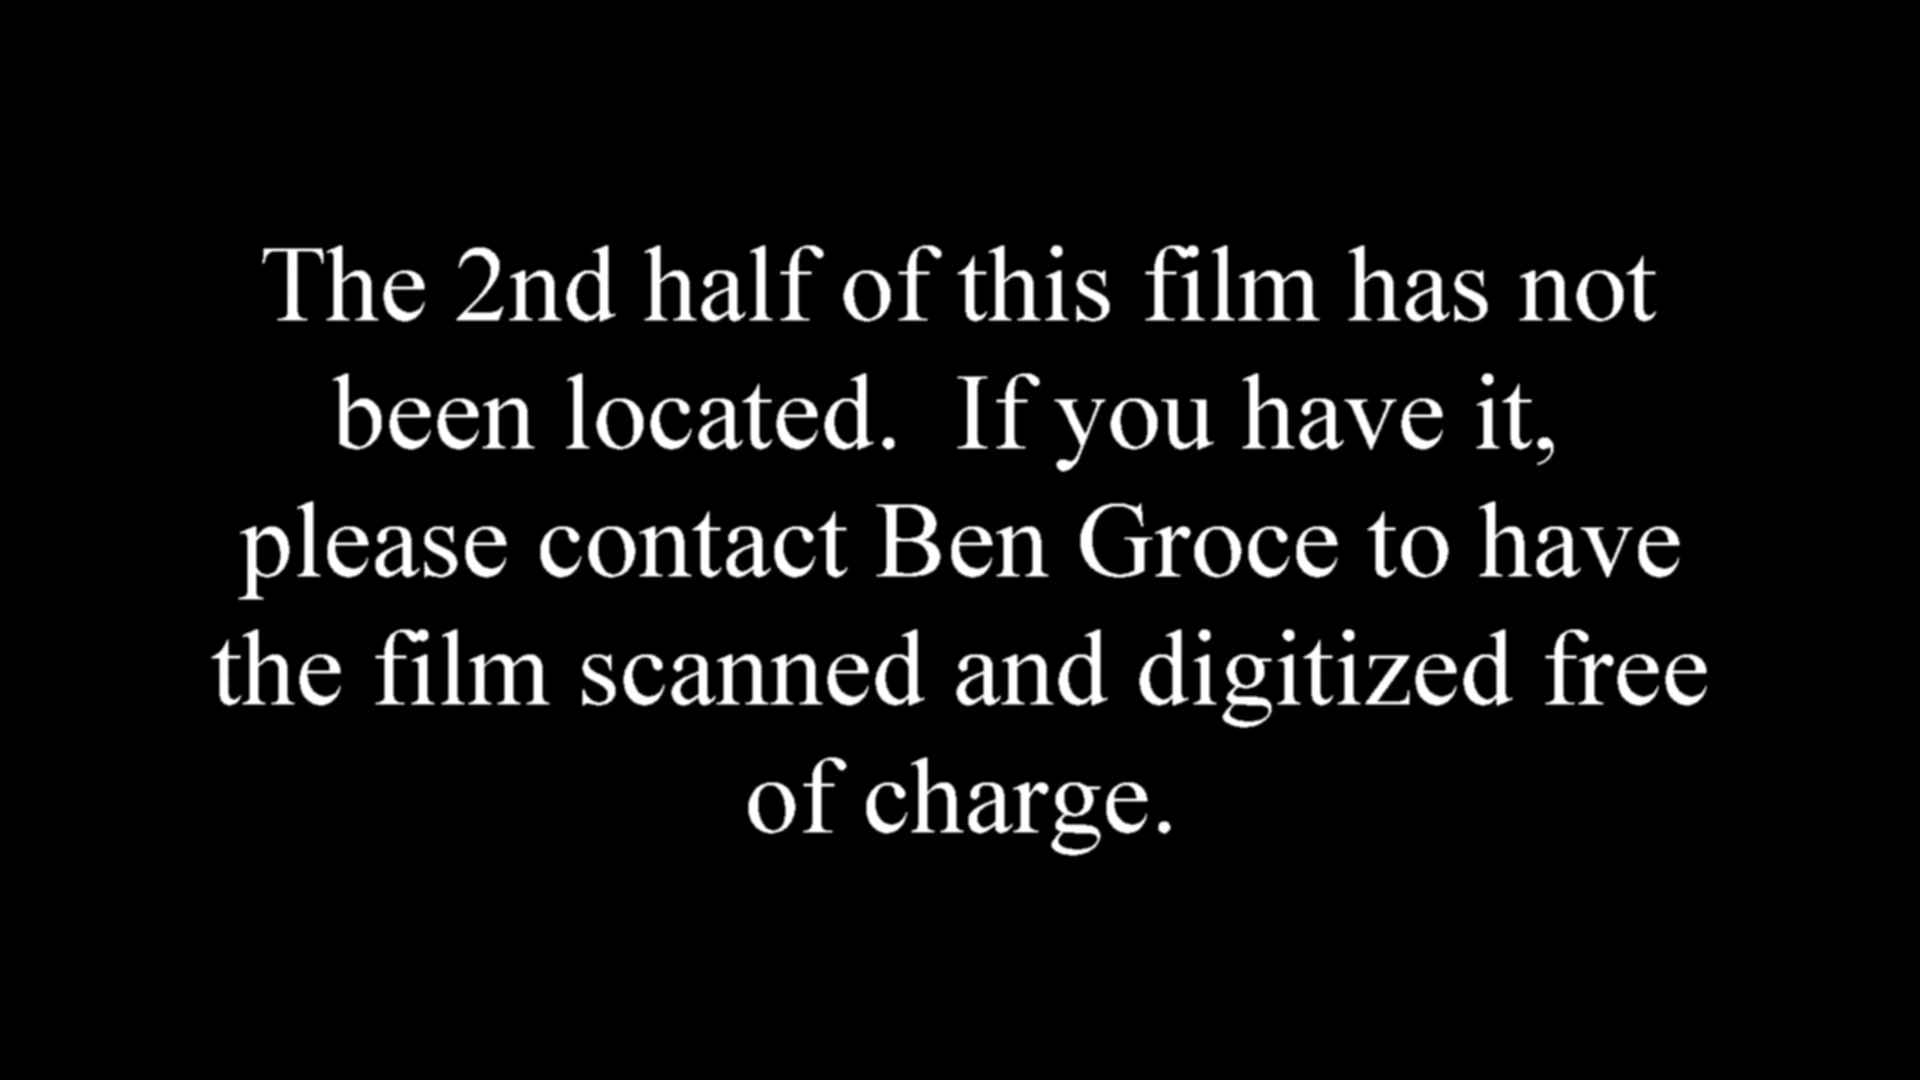 The 2nd half of this film has not
been located.  If you have it,
please contact Ben Groce to have
the film scanned and digitized free
of charge.